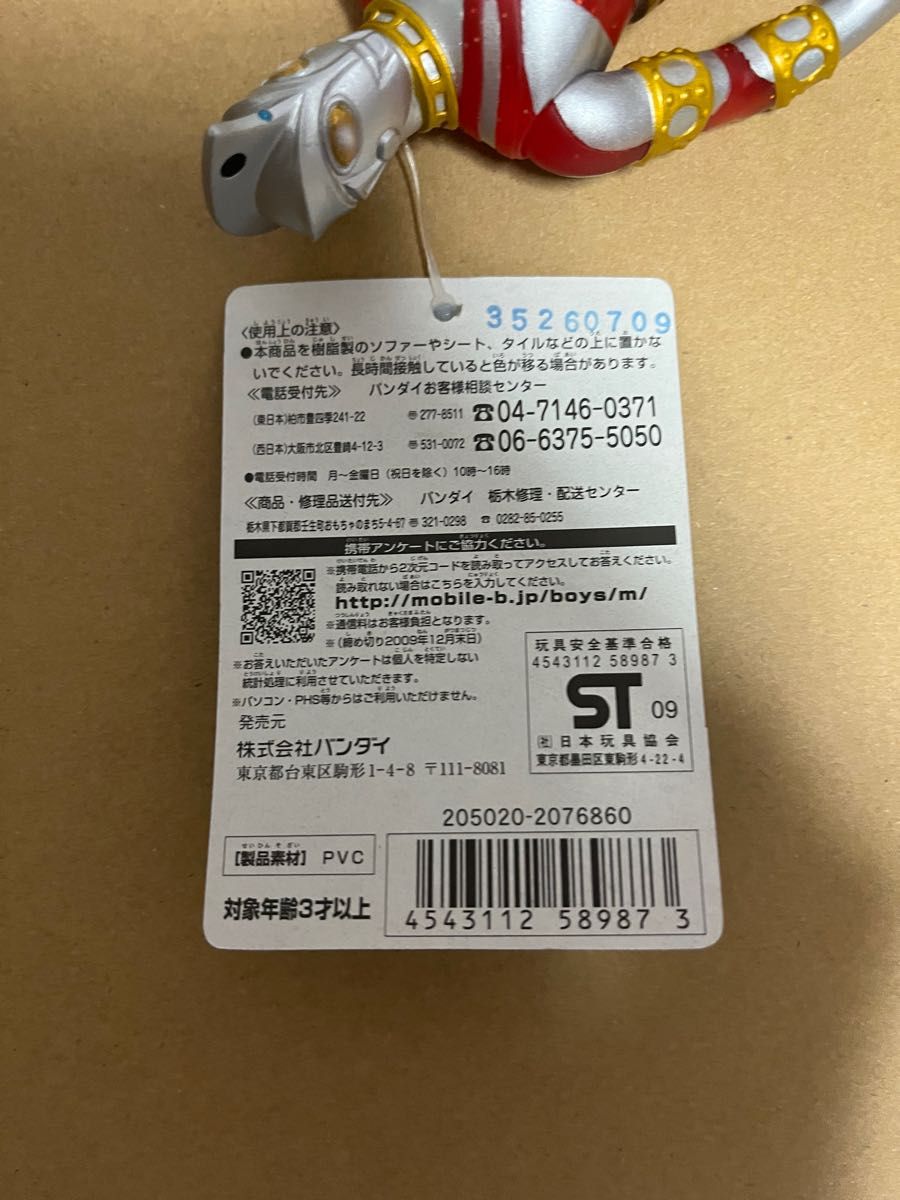 35260709
〈使用上の注意〉
●本商品を樹脂製のソファーやシート、タイルなどの上に置かな
いでください。長時間接触していると色が移る場合があります。
≪電話受付先≫ バンダイお客様相談センター
(東日本)柏市豊四季241-22 〠277-8511 ☎04-7146-0371
(西日本)大阪市北区豊崎4-12-3 〠531-0072 ☎06-6375-5050
●電話受付時間 月〜金曜日(祝日を除く)10時〜16時
≪商品・修理品送付先≫ バンダイ 栃木修理・配送センター
栃木県下都賀郡壬生町おもちゃのまち5-4-67 〠321-0298 ☎ 0282-85-0255
携帯アンケートにご協力ください。
※携帯電話から2次元コードを読み取ってアクセスしてお答えください。
読み取れない場合はこちらを入力してください。
http://mobile-b.jp/boys/m/
※通信料はお客様負担となります。
※(締め切り2009年12月末日)
※お答えいただいたアンケートは個人を特定しない
統計処理に利用させていただきます。
※パソコン・PHS等からはご利用いただけません。
発売元
株式会社バンダイ
東京都台東区駒形1-4-8 〒111-8081
玩具安全基準合格
4543112 58987 3
ST 09
(社)日本玩具協会
東京都墨田区東駒形4-22-4
205020-2076860
[製品素材] PVC
対象年齢3才以上
4543112 58987 3